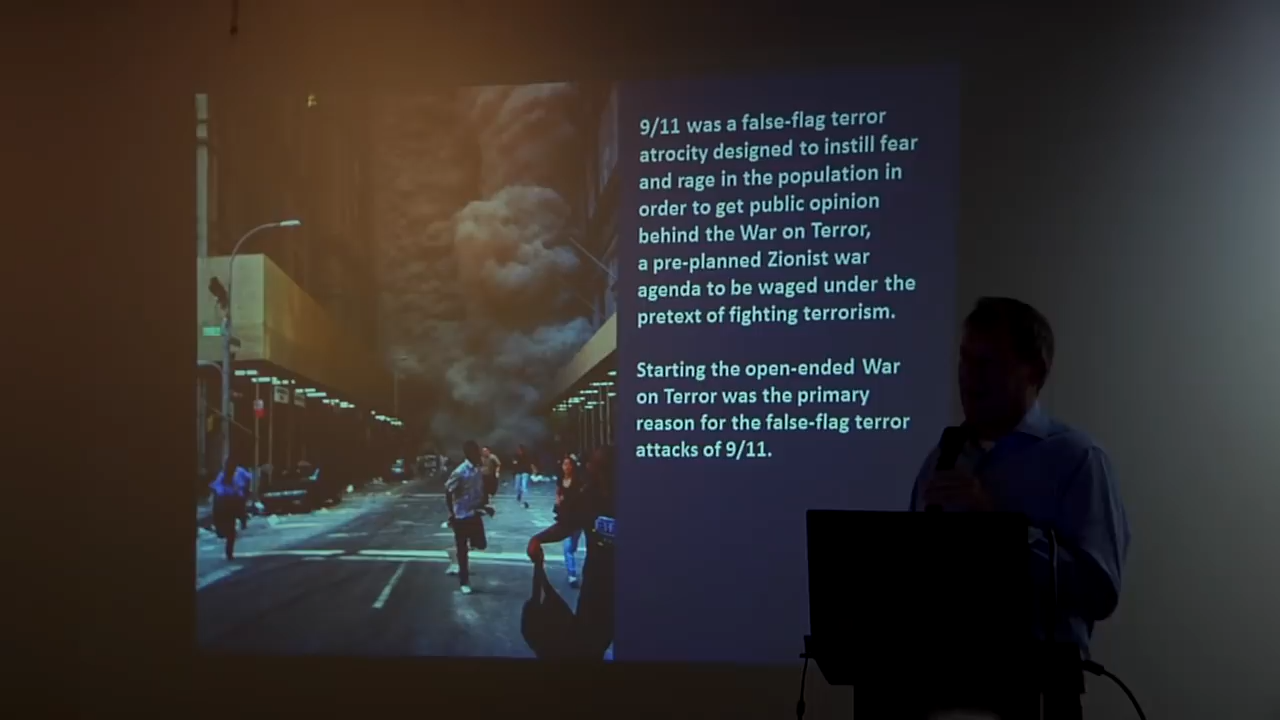 9/11 was a false-flag terror
atrocity designed to instill fear
and rage in the population in
order to get public opinion
behind the War on Terror,
a pre-planned Zionist war
agenda to be waged under the
pretext of fighting terrorism.
Starting the open-ended War
on Terror was the primary
reason for the false-flag terror
attacks of 9/11.